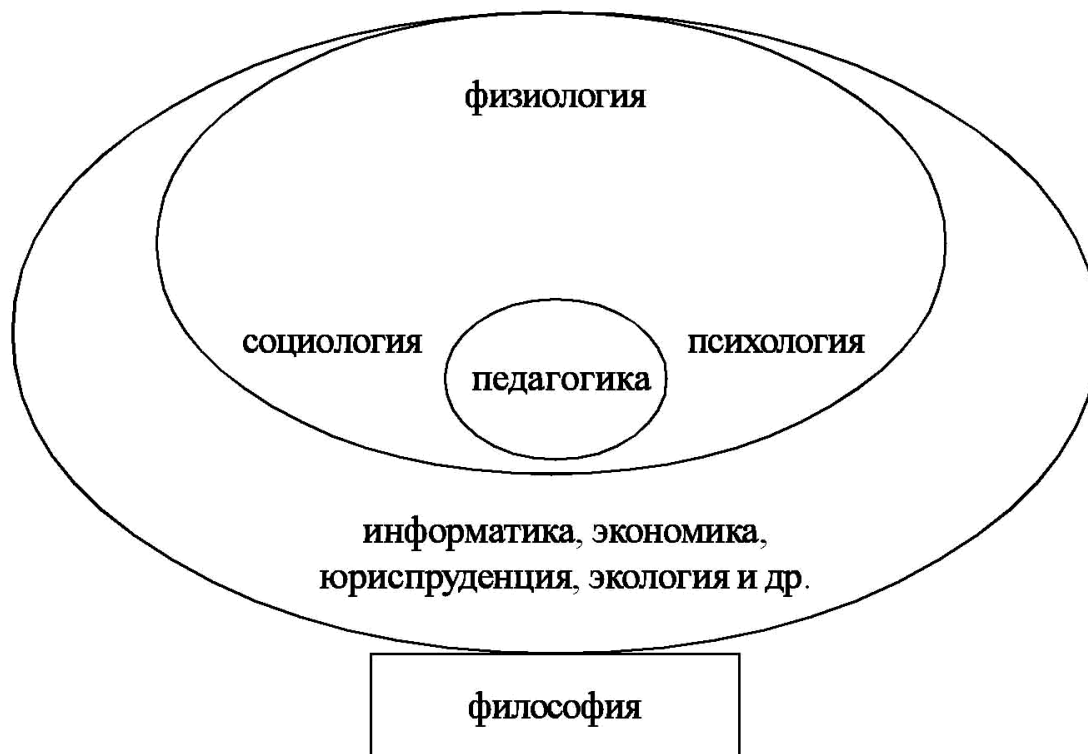 физиология
социология
психология
педагогика
информатика, экономика,
юриспруденция, экология и др.
философия